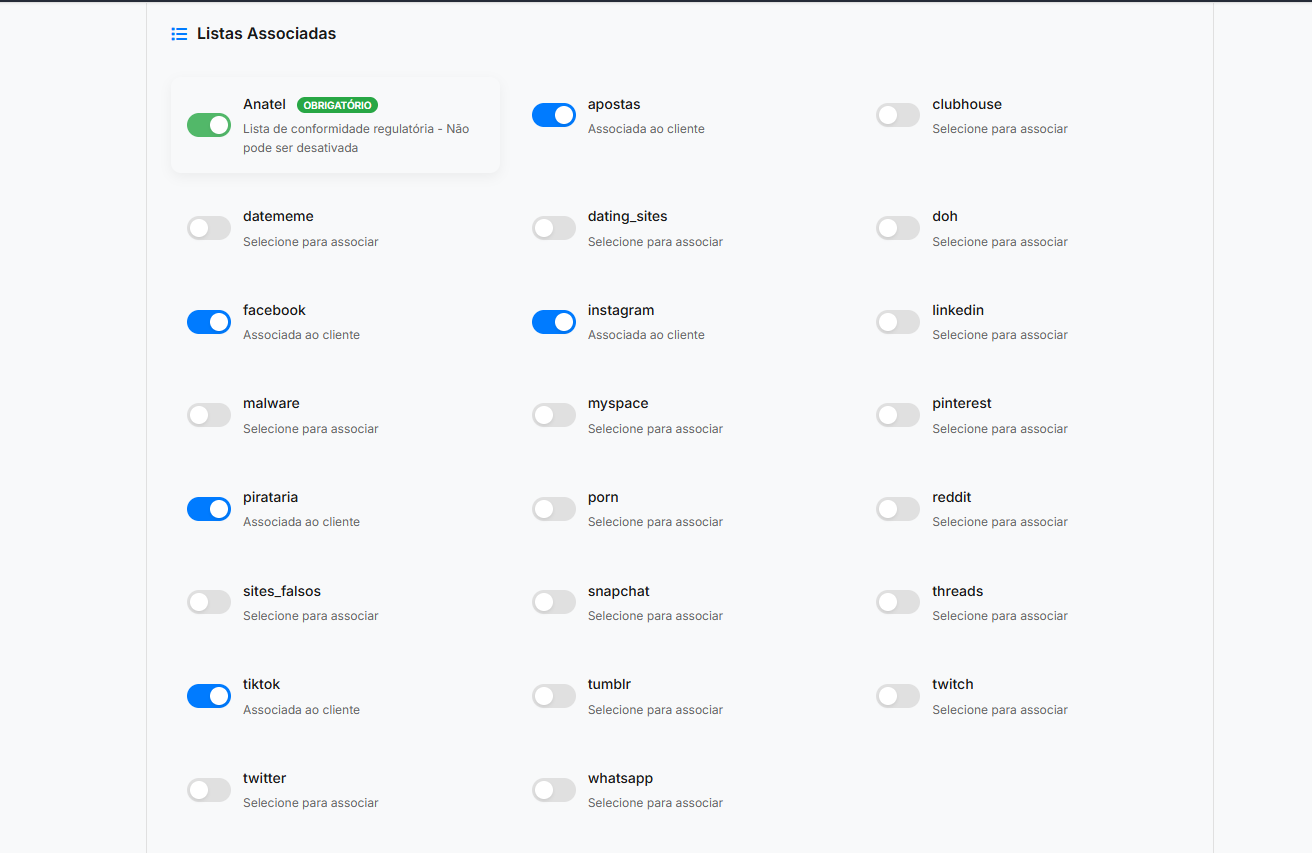 Listas Associadas
Anatel OBRIGATÓRIO
Lista de conformidade regulatória - Não
pode ser desativada
apostas
Associada ao cliente
clubhouse
Selecione para associar
datememe
Selecione para associar
dating_sites
Selecione para associar
doh
Selecione para associar
facebook
Associada ao cliente
instagram
Associada ao cliente
linkedin
Selecione para associar
malware
Selecione para associar
myspace
Selecione para associar
pinterest
Selecione para associar
pirataria
Associada ao cliente
porn
Selecione para associar
reddit
Selecione para associar
sites_falsos
Selecione para associar
snapchat
Selecione para associar
threads
Selecione para associar
tiktok
Associada ao cliente
tumblr
Selecione para associar
twitch
Selecione para associar
twitter
Selecione para associar
whatsapp
Selecione para associar